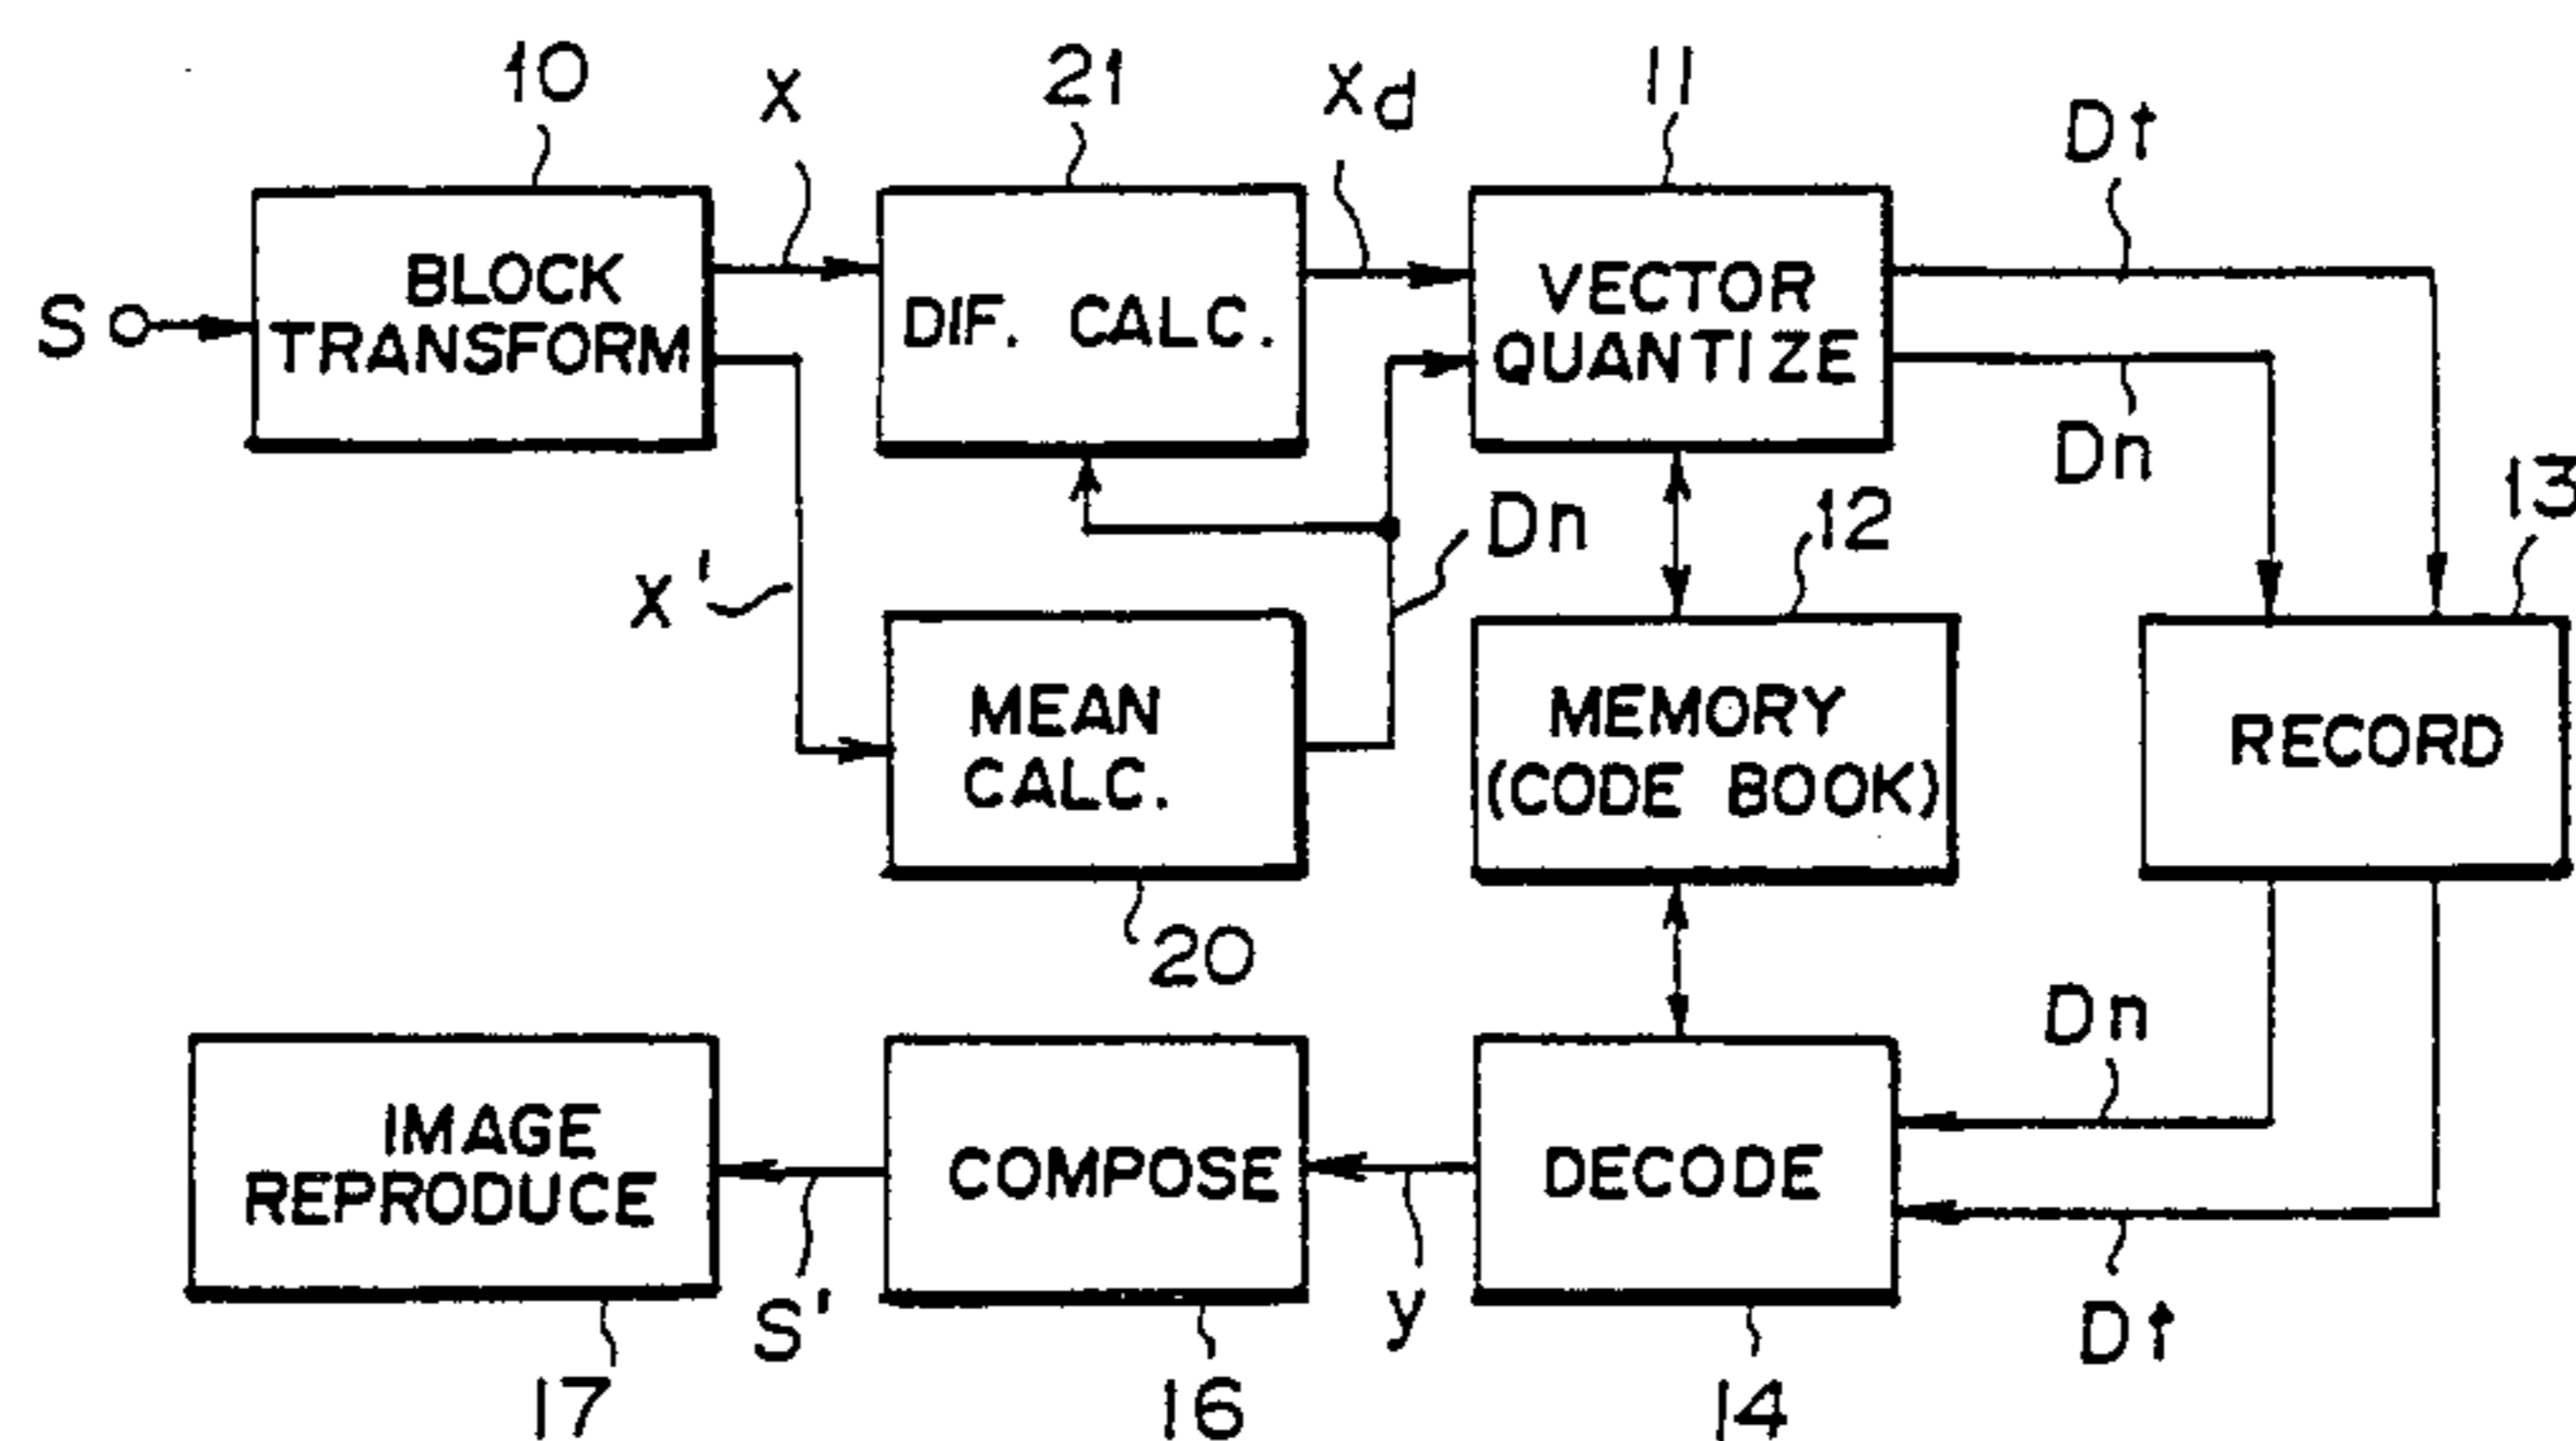 10
X
21
Xd
11
Dt
S
BLOCK
TRANSFORM
DIF. CALC.
VECTOR
QUANTIZE
Dn
13
X'
Dn
12
MEAN
CALC.
MEMORY
(CODE BOOK)
RECORD
20
Dn
IMAGE
REPRODUCE
COMPOSE
DECODE
S'
y
Dt
17
16
14